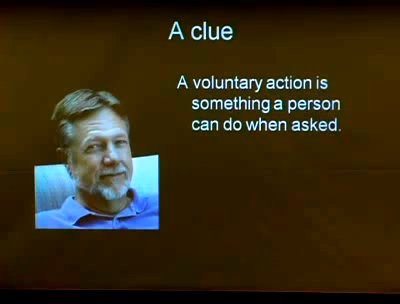 A clue
A voluntary action is
something a person
can do when asked.